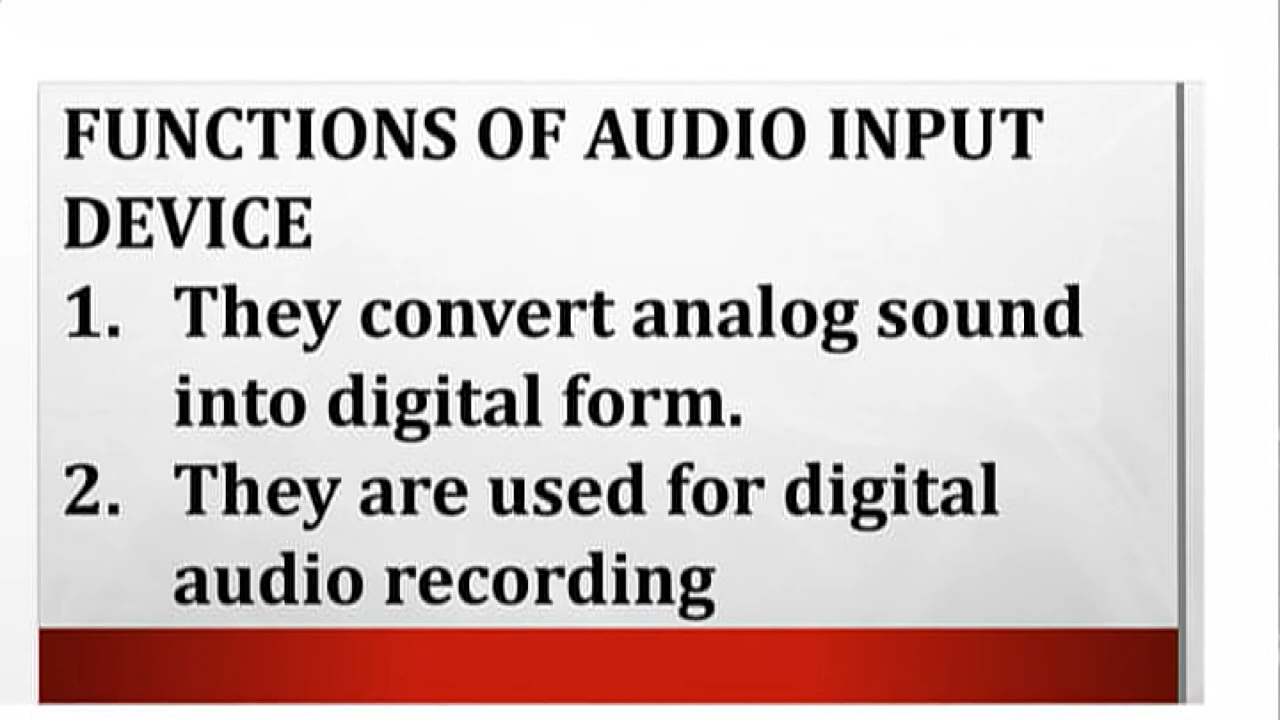 FUNCTIONS OF AUDIO INPUT
DEVICE
1. They convert analog sound
into digital form.
2. They are used for digital
audio recording